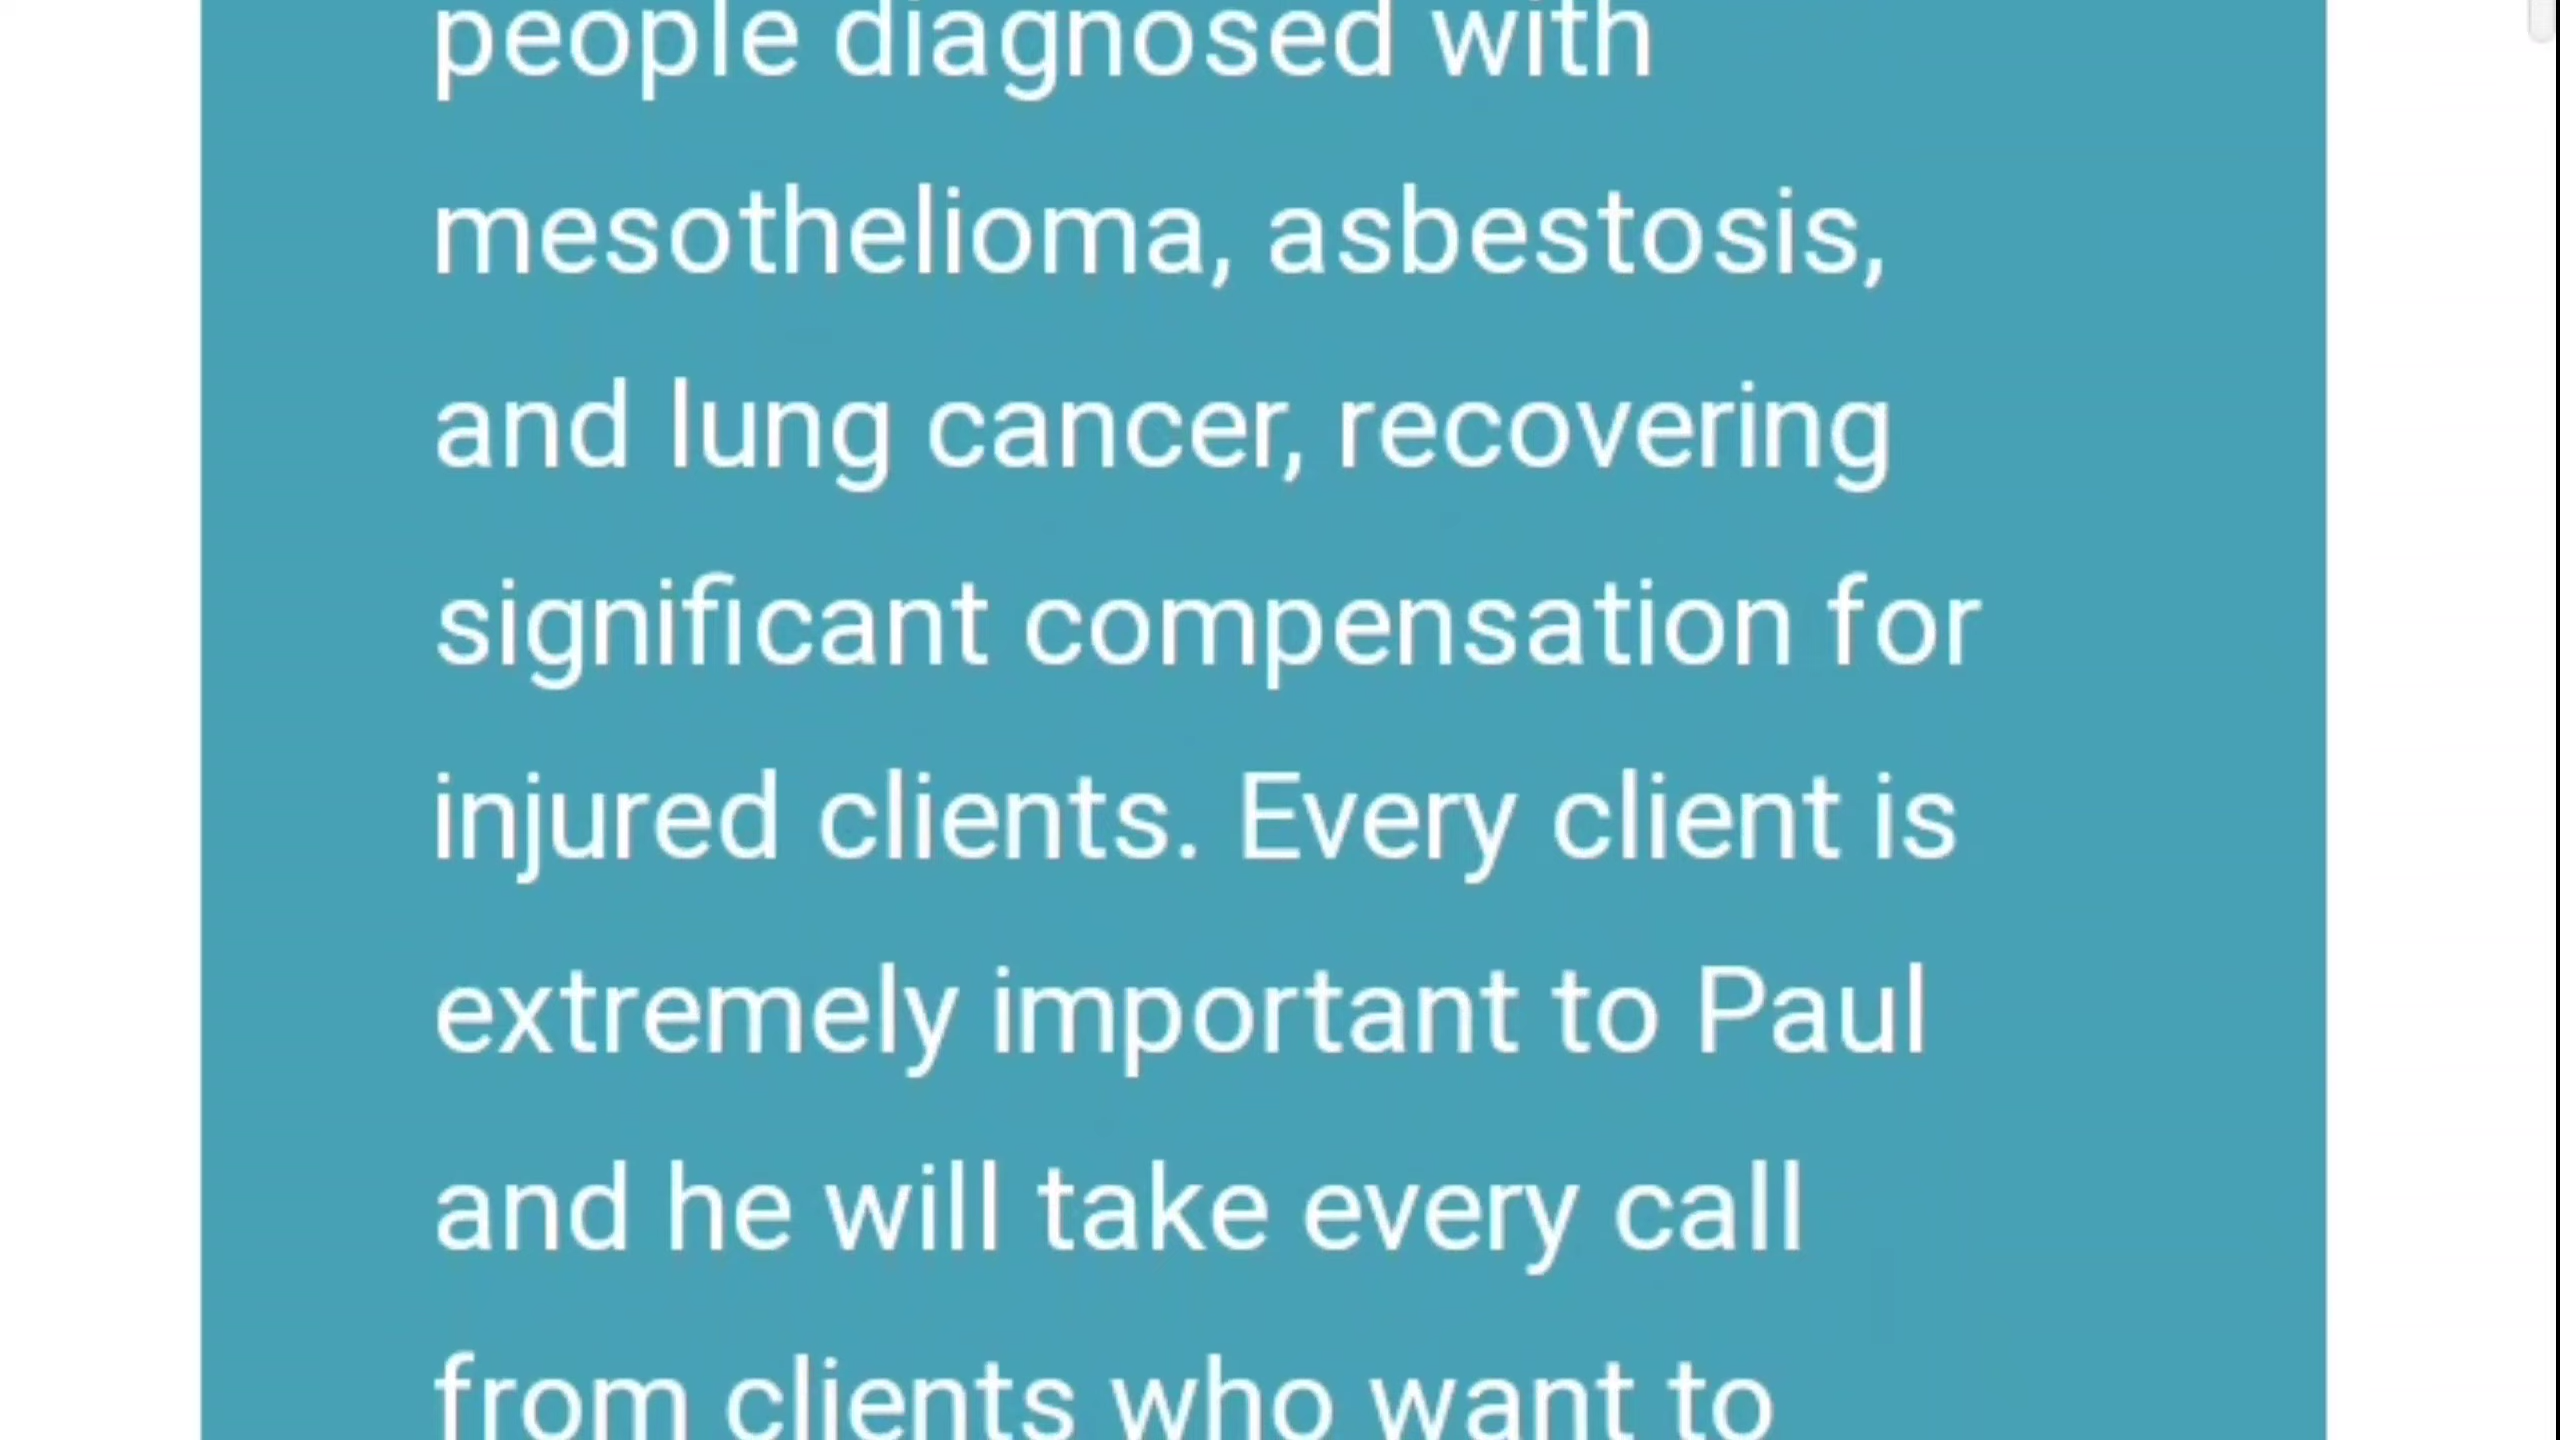 people diagnosed with
mesothelioma, asbestosis,
and lung cancer, recovering
significant compensation for
injured clients. Every client is
extremely important to Paul
and he will take every call
from clients who want to